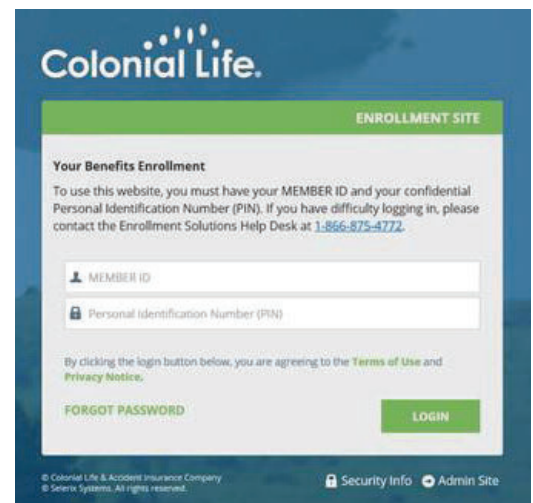 Colonial Life.
ENROLLMENT SITE
Your Benefits Enrollment
To use this website, you must have your MEMBER ID and your confidential
Personal Identification Number (PIN). If you have difficulty logging in, please
contact the Enrollment Solutions Help Desk at 1-866-875-4772.
MEMBER ID
Personal Identification Number (PIN)
By clicking the login button below, you are agreeing to the Terms of Use and
Privacy Notice.
FORGOT PASSWORD
LOGIN
© Colonial Life & Accident Insurance Company
© Selerix Systems. All rights reserved.
Security Info
Admin Site